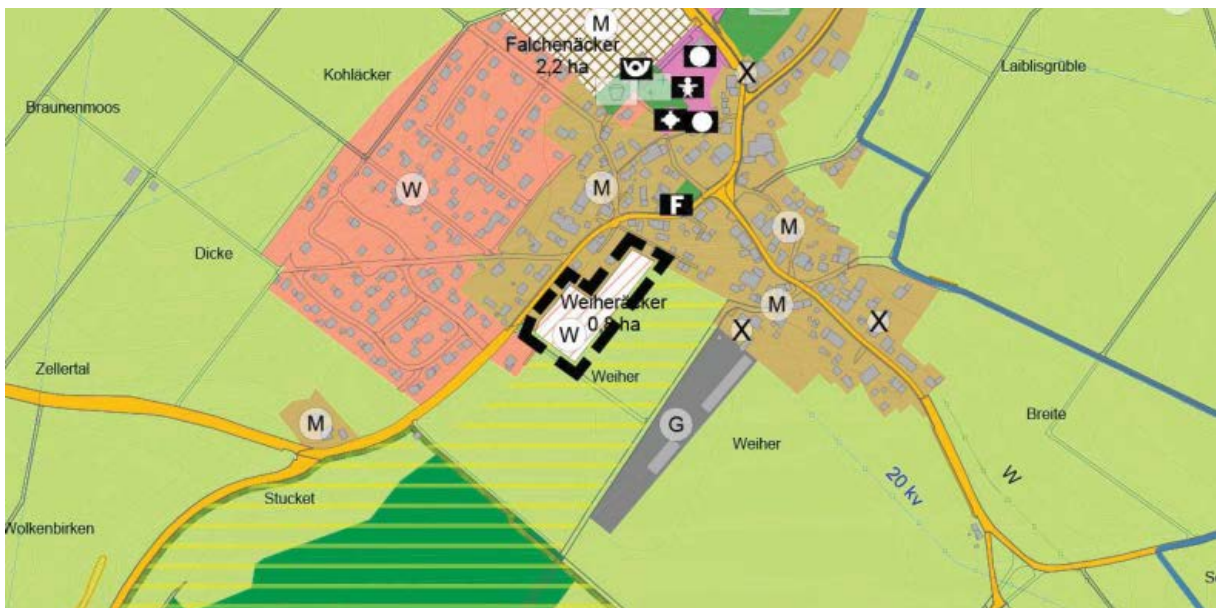 M
Falchenäcker
2,2 ha
Kohläcker
Laiblisgrüble
Braunenmoos
X
W
M
F
M
Dicke
Weiheräcker
0,8 ha
W
M
X
X
Zellertal
Weiher
Breite
M
G
Weiher
Stucket
20 kv
W
Wolkenbirken